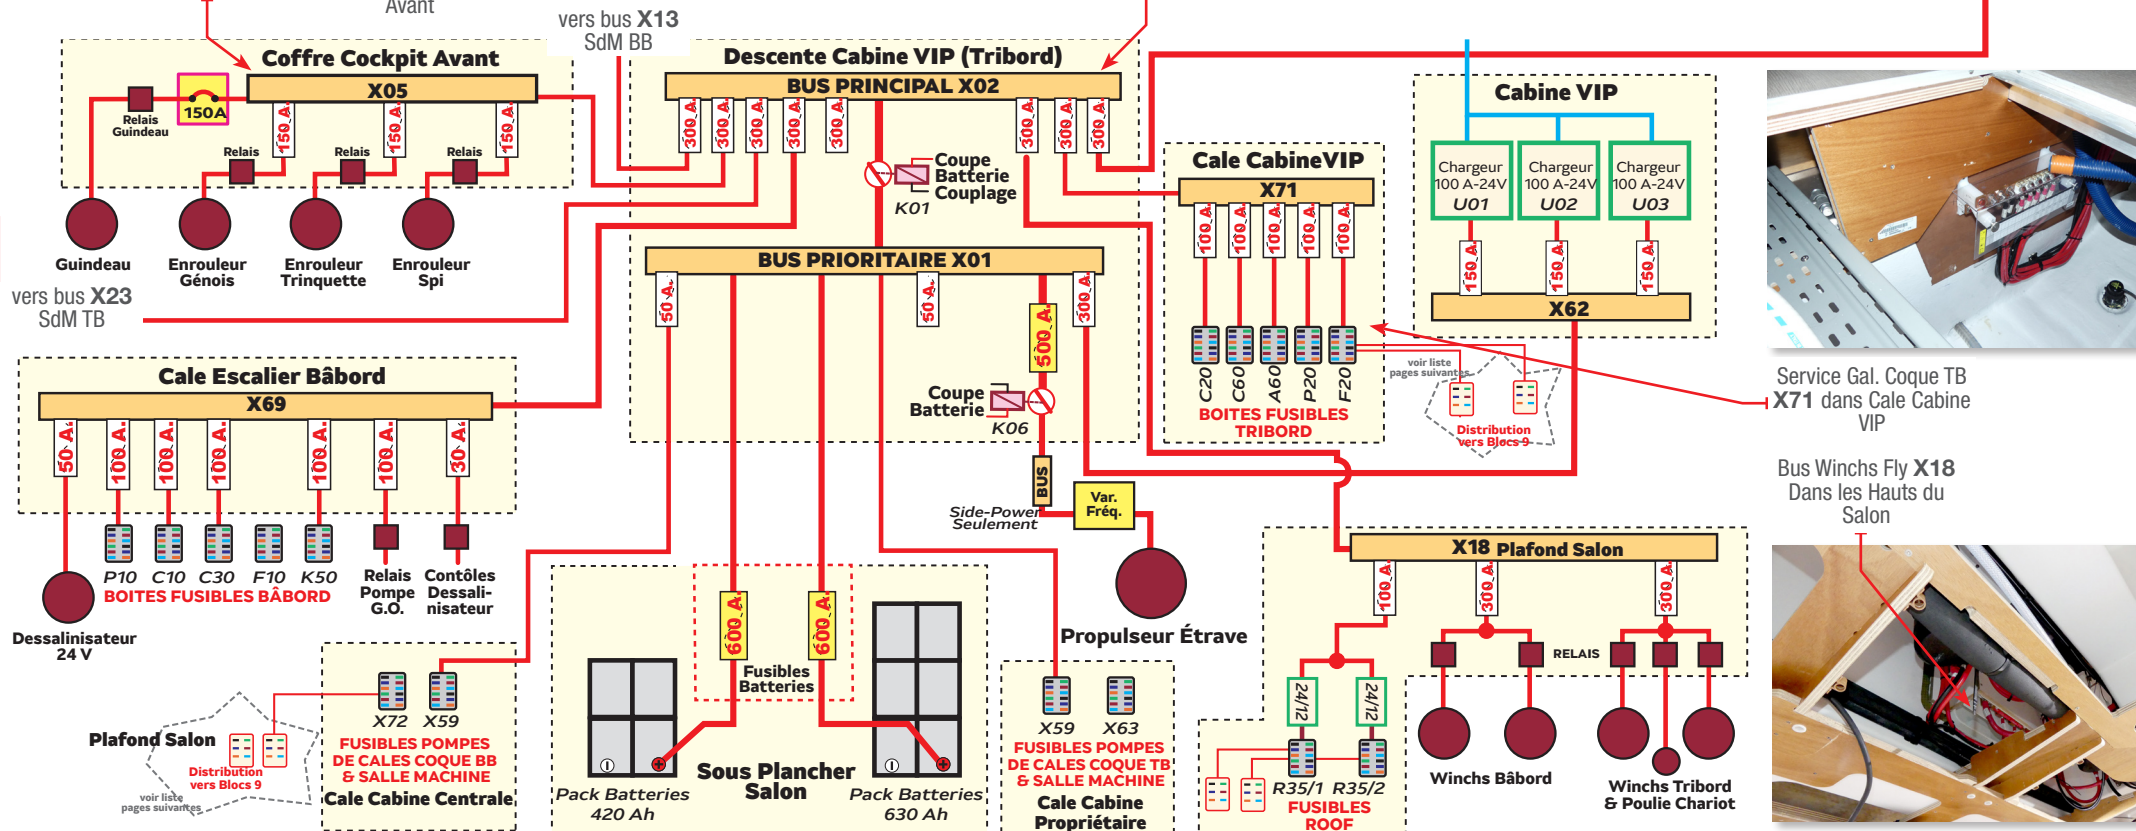 Avant
vers bus X13
SdM BB
Coffre Cockpit Avant
X05
150A
Relais
Guindeau
150 A.
150 A.
150 A.
Relais
Relais
Relais
Guindeau
Enrouleur
Génois
Enrouleur
Trinquette
Enrouleur
Spi
vers bus X23
SdM TB
Descente Cabine VIP (Tribord)
BUS PRINCIPAL X02
300 A.
300 A.
300 A.
300 A.
300 A.
300 A.
300 A.
300 A.
Coupe
Batterie
Couplage
K01
BUS PRIORITAIRE X01
50 A.
50 A.
500 A.
300 A.
Coupe
Batterie
K06
BUS
Side-Power
Seulement
Var.
Fréq.
Propulseur Étrave
Cale CabineVIP
X71
100 A.
100 A.
100 A.
100 A.
100 A.
C20
C60
A60
P20
F20
BOITES FUSIBLES
TRIBORD
Cabine VIP
Chargeur
100 A-24V
U01
Chargeur
100 A-24V
U02
Chargeur
100 A-24V
U03
150 A.
150 A.
150 A.
X62
voir liste
pages suivantes
Distribution
vers Blocs 9
Service Gal. Coque TB
X71 dans Cale Cabine
VIP
Bus Winchs Fly X18
Dans les Hauts du
Salon
Cale Escalier Bâbord
X69
50 A.
100 A.
100 A.
100 A.
100 A.
100 A.
30 A.
P10
C10
C30
F10
K50
BOITES FUSIBLES BÂBORD
Relais
Pompe
G.O.
Contôles
Dessali-
nisateur
Dessalinisateur
24 V
Plafond Salon
Distribution
vers Blocs 9
voir liste
pages suivantes
X72
X59
FUSIBLES POMPES
DE CALES COQUE BB
& SALLE MACHINE
Cale Cabine Centrale
600 A.
600 A.
Fusibles
Batteries
Sous Plancher
Salon
Pack Batteries
420 Ah
Pack Batteries
630 Ah
X59
X63
FUSIBLES POMPES
DE CALES COQUE TB
& SALLE MACHINE
Cale Cabine
Propriétaire
X18 Plafond Salon
100 A.
300 A.
300 A.
24/12
24/12
R35/1
R35/2
FUSIBLES
ROOF
RELAIS
Winchs Bâbord
Winchs Tribord
& Poulie Chariot